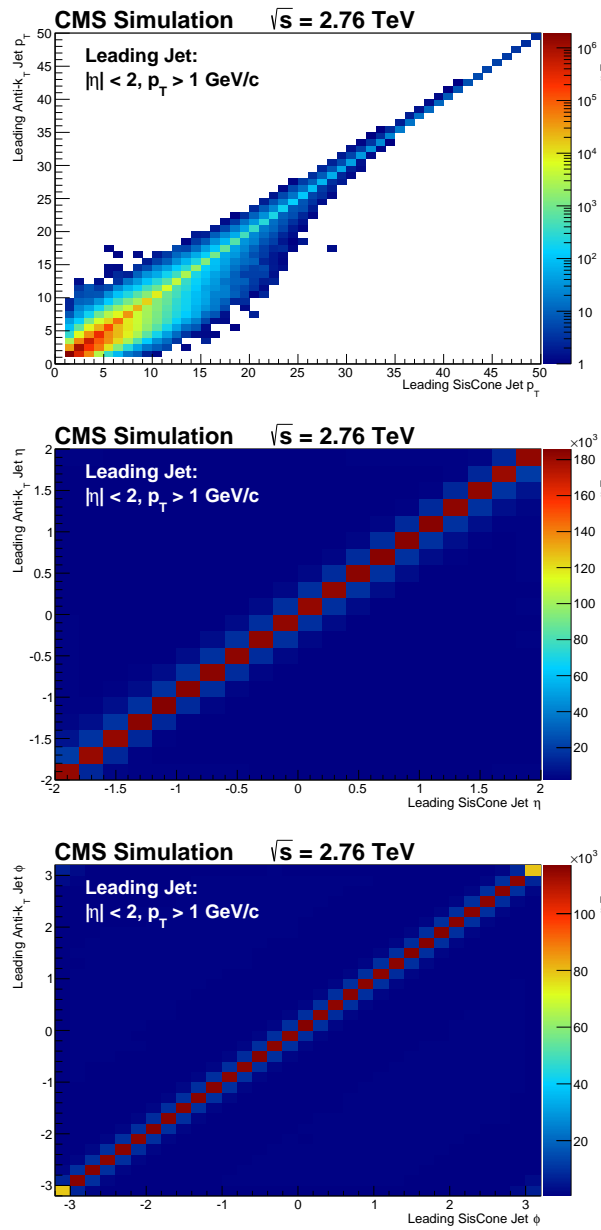 CMS Simulation √s = 2.76 TeV
Leading Anti-k_T Jet p_T
Leading Jet:
|η| < 2, p_T > 1 GeV/c
50
45
40
35
30
25
20
15
10
5
0
0 5 10 15 20 25 30 35 40 45 50
Leading SisCone Jet p_T
10^6
10^5
10^4
10^3
10^2
10
1
CMS Simulation √s = 2.76 TeV
Leading Anti-k_T Jet η
Leading Jet:
|η| < 2, p_T > 1 GeV/c
2
1.5
1
0.5
0
-0.5
-1
-1.5
-2
-2 -1.5 -1 -0.5 0 0.5 1 1.5 2
Leading SisCone Jet η
×10^3
180
160
140
120
100
80
60
40
20
CMS Simulation √s = 2.76 TeV
Leading Anti-k_T Jet ϕ
Leading Jet:
|η| < 2, p_T > 1 GeV/c
3
2
1
0
-1
-2
-3
-3 -2 -1 0 1 2 3
Leading SisCone Jet ϕ
×10^3
100
80
60
40
20